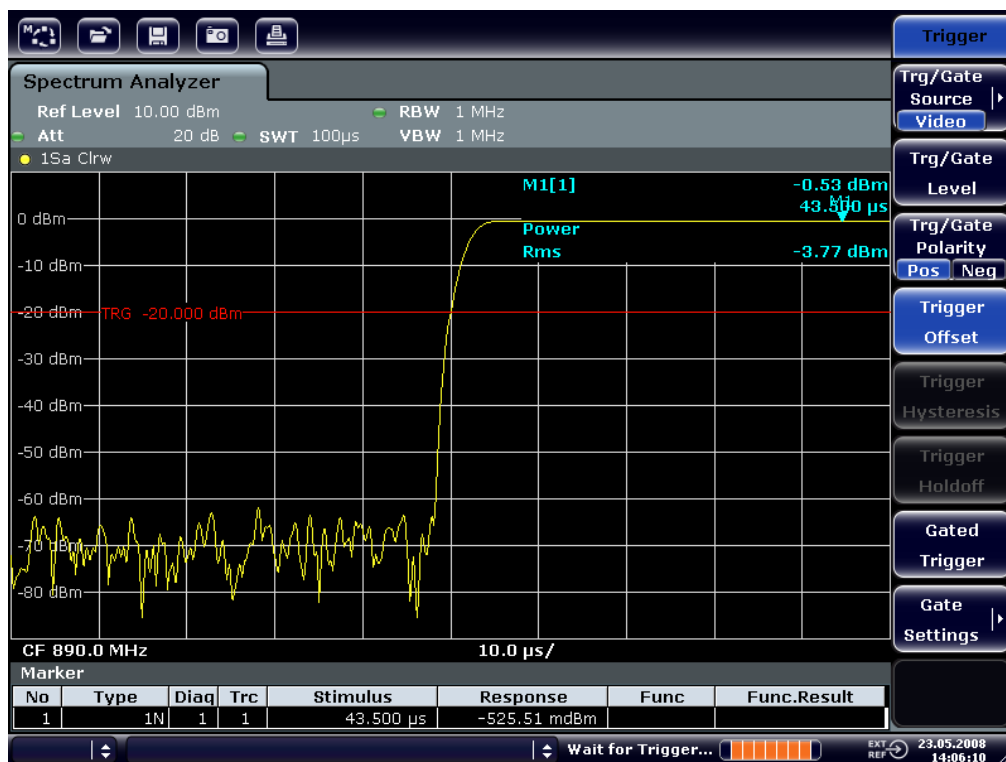 M
Trigger
Spectrum Analyzer
Ref Level 10.00 dBm
RBW 1 MHz
Att 20 dB SWT 100µs VBW 1 MHz
1Sa Clrw
M1[1] -0.53 dBm
43.500 µs
M1
Power
Rms -3.77 dBm
0 dBm
-10 dBm
-20 dBm
TRG -20.000 dBm
-30 dBm
-40 dBm
-50 dBm
-60 dBm
-70 dBm
-80 dBm
CF 890.0 MHz 10.0 µs/
Marker
No Type Diag Trc Stimulus Response Func Func.Result
1 1N 1 1 43.500 µs -525.51 mdBm
Trg/Gate
Source
Video
Trg/Gate
Level
Trg/Gate
Polarity
Pos Neg
Trigger
Offset
Trigger
Hysteresis
Trigger
Holdoff
Gated
Trigger
Gate
Settings
Wait for Trigger...
EXT
REF
23.05.2008
14:06:10